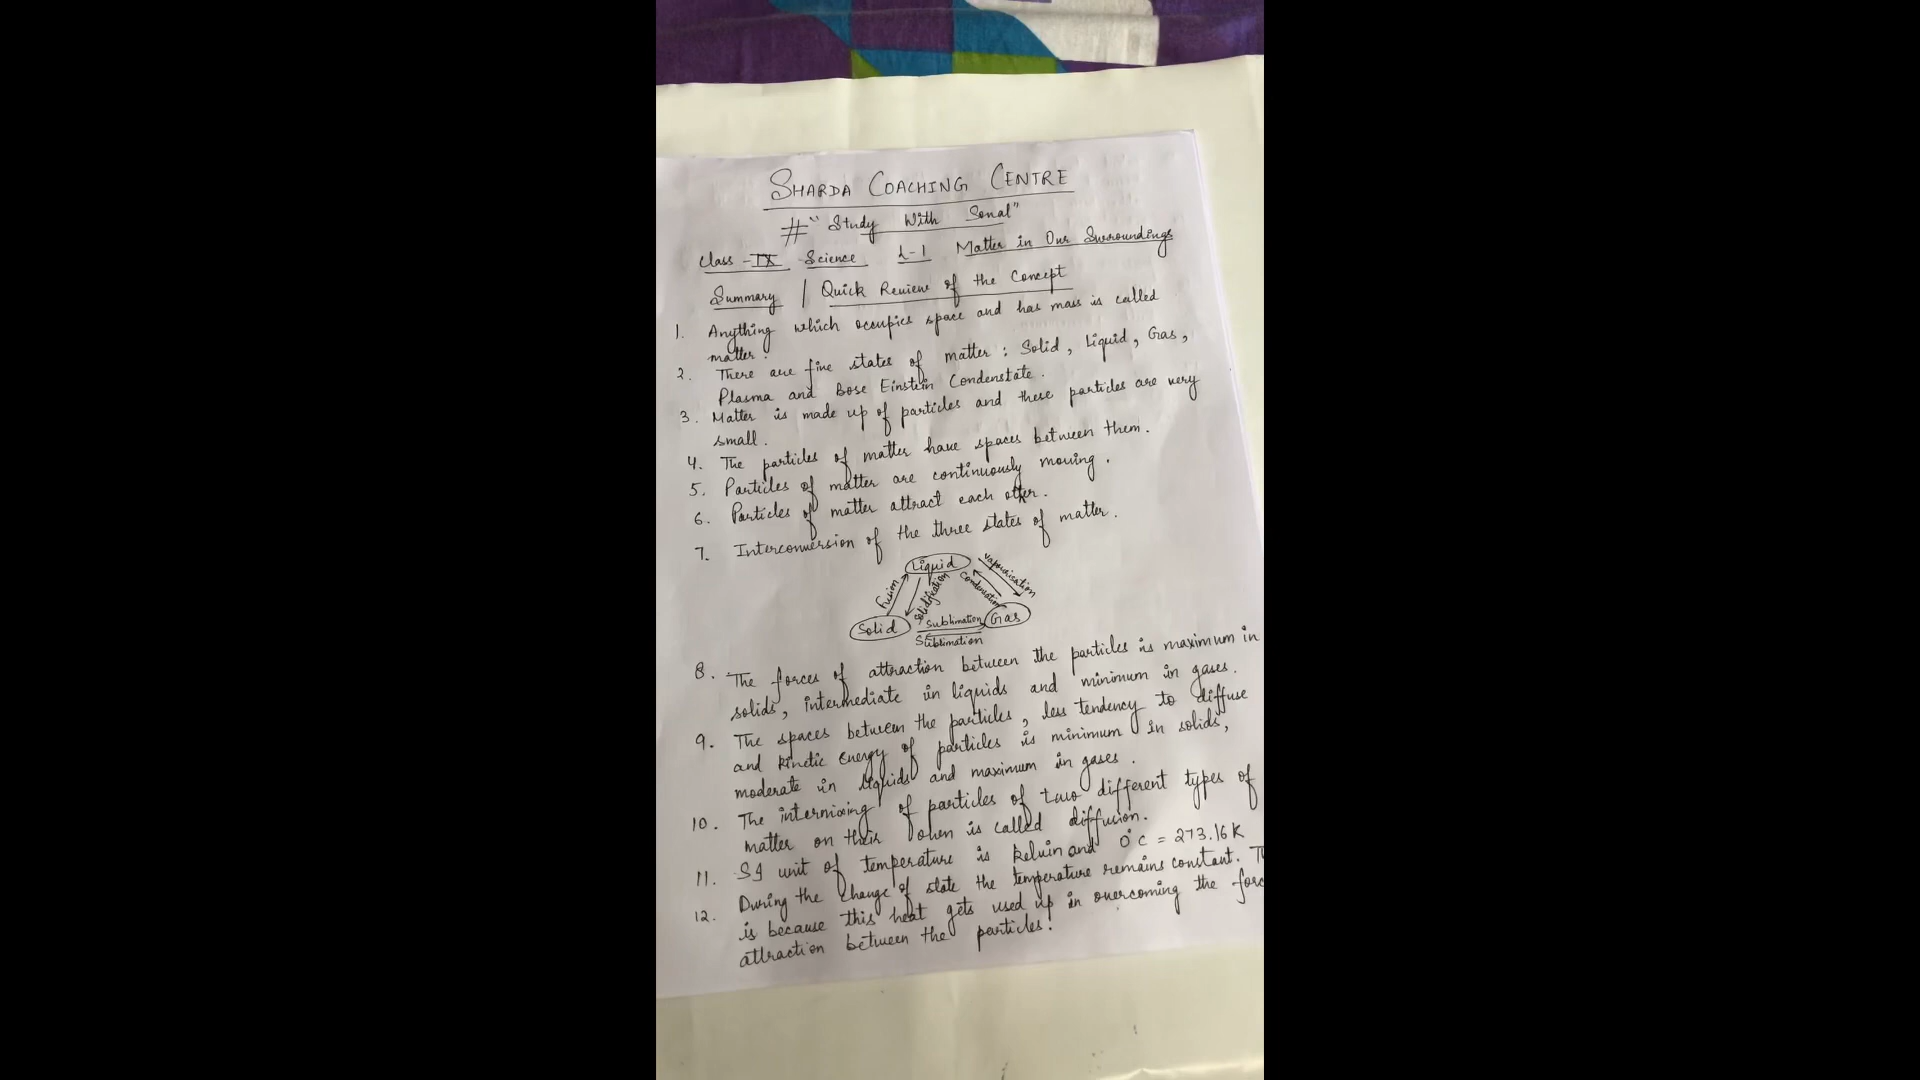 SHARDA COACHING CENTRE
# "Study With Sonal"
Class - IX Science L-1 Matter in Our Surroundings
Summary | Quick Review of the Concept
1. Anything which occupies space and has mass is called
matter.
2. There are five states of matter : Solid, Liquid, Gas,
Plasma and Bose Einstein Condenstate.
3. Matter is made up of particles and these particles are very
small.
4. The particles of matter have spaces between them.
5. Particles of matter are continuously moving.
6. Particles of matter attract each other.
7. Interconversion of the three states of matter.
Liquid
Vapourisation
Condensation
Fusion
Solidification
Solid
Sublimation
Gas
Sublimation
8. The forces of attraction between the particles is maximum in
solids, intermediate in liquids and minimum in gases.
9. The spaces between the particles, less tendency to diffuse
and kinetic energy of particles is minimum in solids,
moderate in liquids and maximum in gases.
10. The intermixing of particles of two different types of
matter on their own is called diffusion.
11. SI unit of temperature is kelvin and 0°C = 273.16 K
12. During the change of state the temperature remains constant.
is because this heat gets used up in overcoming the
attraction between the particles.